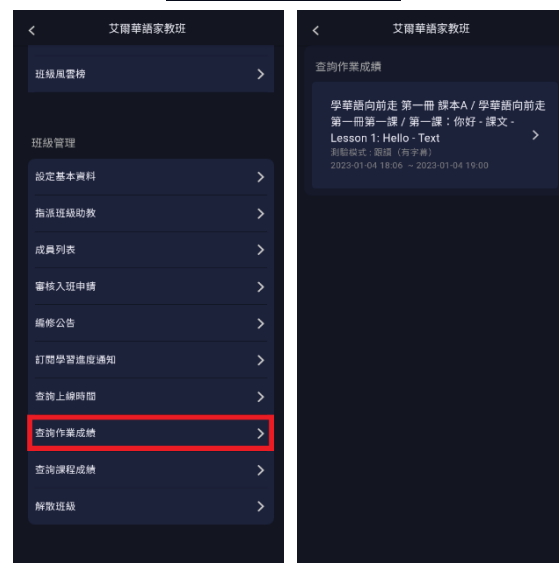 艾爾華語家教班
班級風雲榜
班級管理
設定基本資料
指派班級助教
成員列表
審核入班申請
編修公告
訂閱學習進度通知
查詢上線時間
查詢作業成績
查詢課程成績
解散班級
艾爾華語家教班
查詢作業成績
學華語向前走 第一冊 課本A / 學華語向前走
第一冊第一課 / 第一課：你好 - 課文 -
Lesson 1: Hello - Text
測驗模式 : 跟讀（有字幕）
2023-01-04 18:06 ~ 2023-01-04 19:00